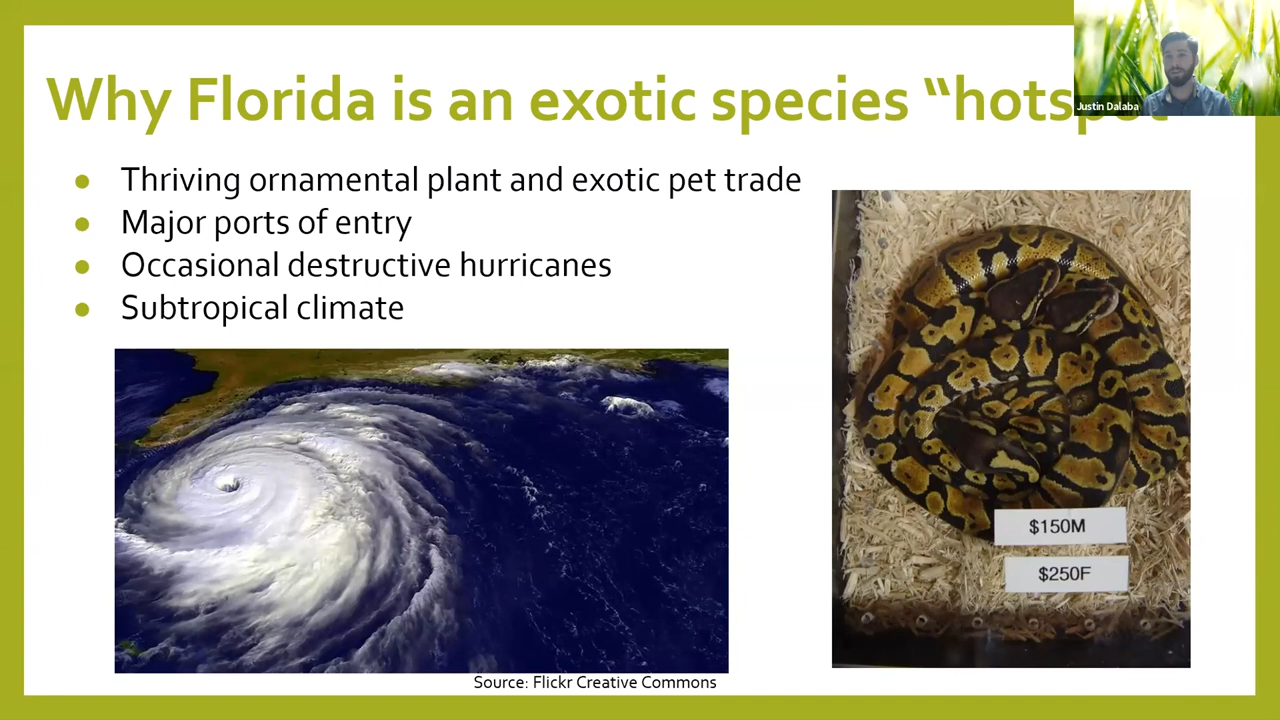 Why Florida is an exotic species “hotspot
Justin Dalaba
● Thriving ornamental plant and exotic pet trade
● Major ports of entry
● Occasional destructive hurricanes
● Subtropical climate
$150M
$250F
Source: Flickr Creative Commons